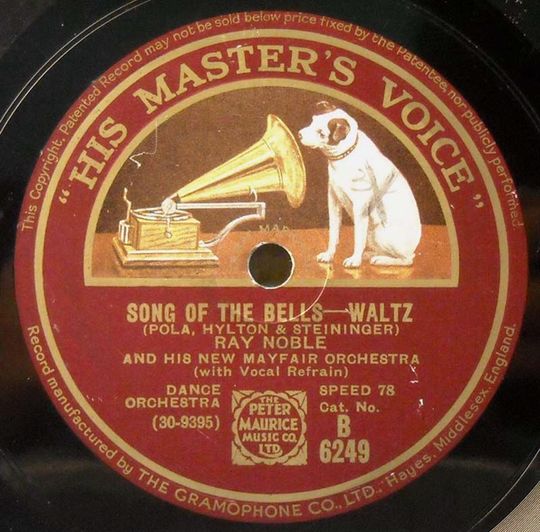 This Copyright, Patented Record may not be sold below price fixed by the Patentee, nor publicly performed.
"HIS MASTER'S VOICE"
SONG OF THE BELLS—WALTZ
(POLA, HYLTON & STEININGER)
RAY NOBLE
AND HIS NEW MAYFAIR ORCHESTRA
(with Vocal Refrain)
DANCE
ORCHESTRA
(30-9395)
THE
PETER
MAURICE
MUSIC CO.
LTD.
SPEED 78
Cat. No.
B
6249
Record manufactured by THE GRAMOPHONE CO., LTD., Hayes, Middlesex, England.